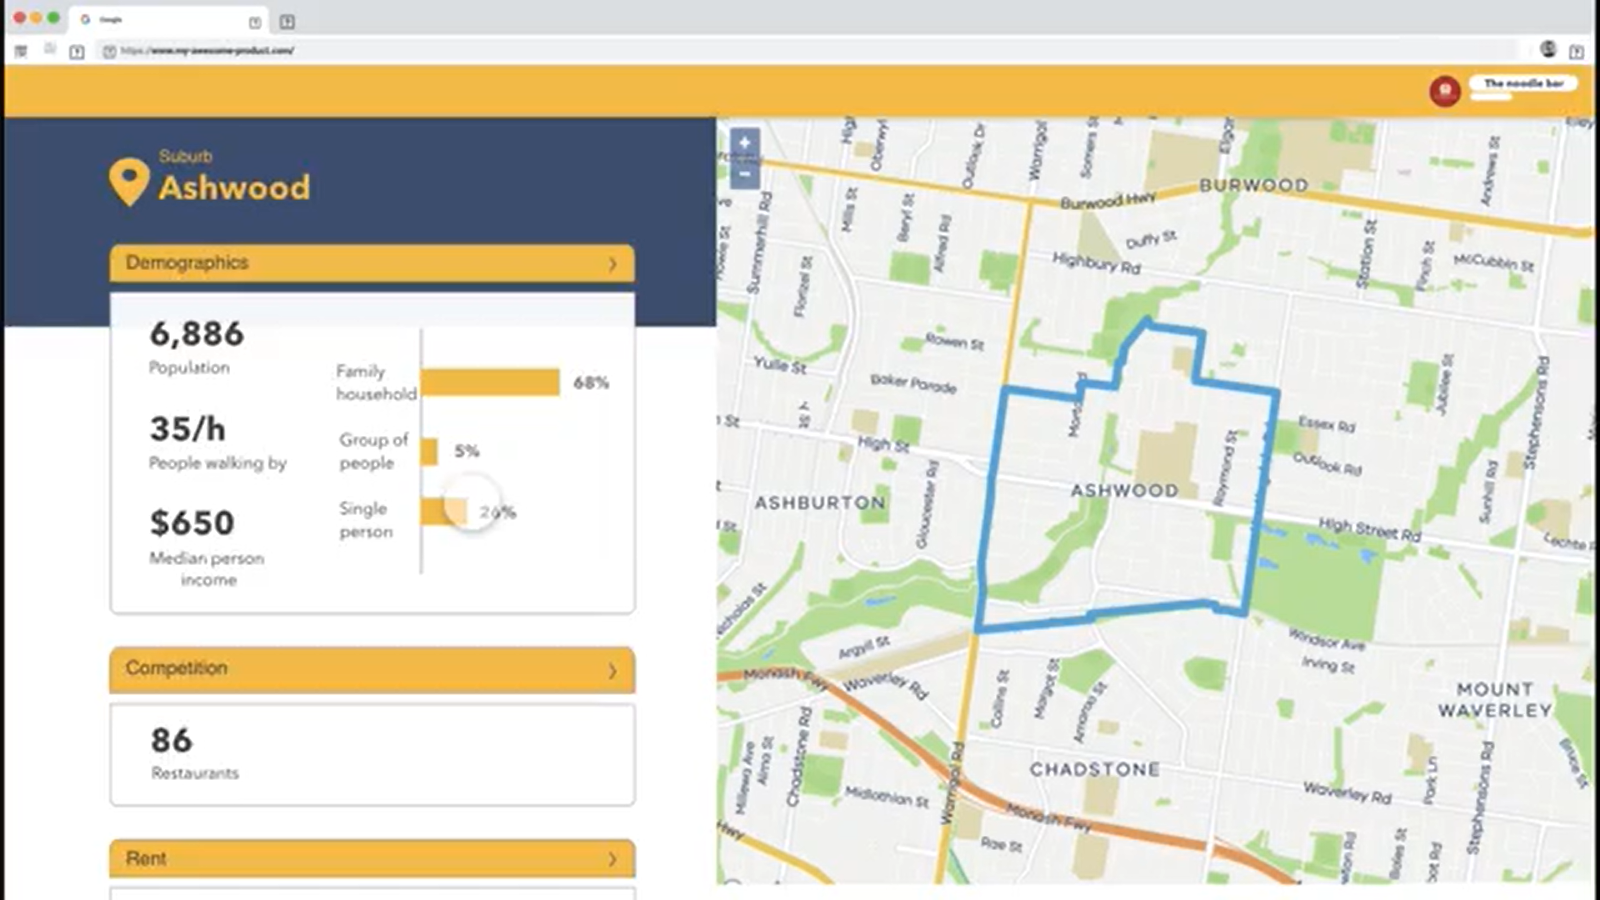 Google
https://www.my-awesome-product.com/
The noodle bar
Suburb
Ashwood
Demographics
6,886
Population
35/h
People walking by
$650
Median person
income
Family
household
68%
Group of
people
5%
Single
person
26%
Competition
86
Restaurants
Rent
BURWOOD
Burwood Hwy
Outlook Dr
Warrigal
Andrews St
Mills St
Beryl St
Alfred Rd
Duffy St
Station St
Finch St
McCubbin St
Summerhill Rd
Florizel St
Highbury Rd
Rowen St
Yuile St
Baker Parade
Jubilee St
Stephensons Rd
Essex Rd
High St
Raymond St
Outlook Rd
ASHWOOD
ASHBURTON
Gloucester Rd
Sunhill Rd
High Street Rd
Nicholas St
Argyll St
Windsor Ave
Irving St
Monash Fwy
Waverley Rd
Collins St
Margot St
Amaroo St
MOUNT
WAVERLEY
Chadstone Rd
Alma St
Millewa Ave
CHADSTONE
Warrigal Rd
Park Ln
Stephensons Rd
Midlothian St
Waverley Rd
Monash Fwy
Rae St
Boles St
Hwy